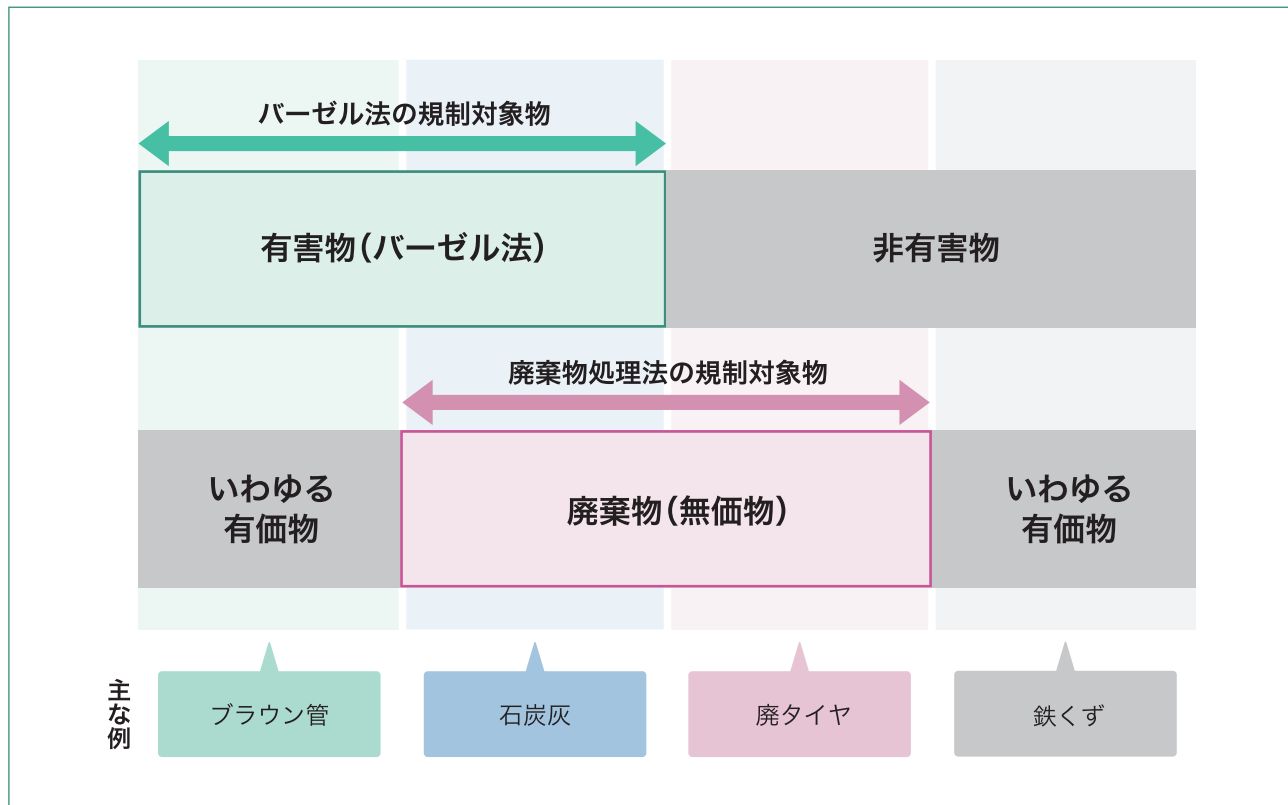 バーゼル法の規制対象物
有害物(バーゼル法)
非有害物
廃棄物処理法の規制対象物
いわゆる
有価物
廃棄物(無価物)
いわゆる
有価物
主な例
ブラウン管
石炭灰
廃タイヤ
鉄くず